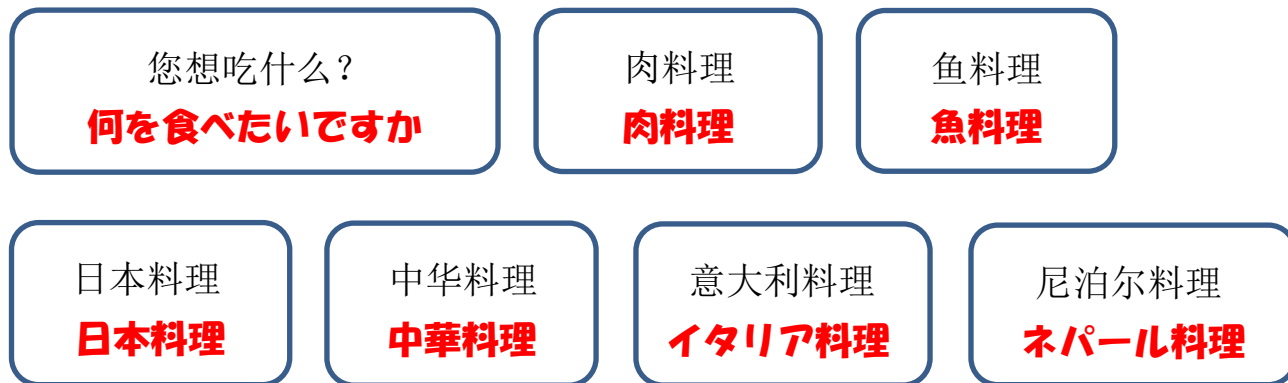 您想吃什么？
何を食べたいですか
肉料理
肉料理
鱼料理
魚料理
日本料理
日本料理
中华料理
中華料理
意大利料理
イタリア料理
尼泊尔料理
ネパール料理